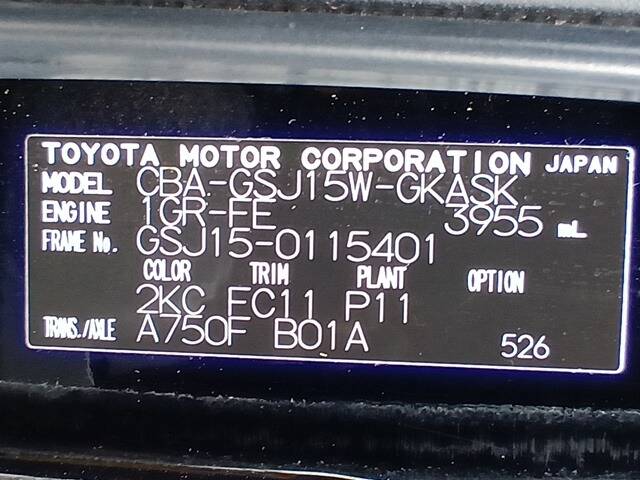 TOYOTA MOTOR CORPORATION JAPAN
MODEL CBA-GSJ15W-GKASK
ENGINE 1GR-FE 3955 mL
FRAME No. GSJ15-0115401
COLOR TRIM PLANT OPTION
2KC FC11 P11
TRANS./AXLE A750F B01A 526